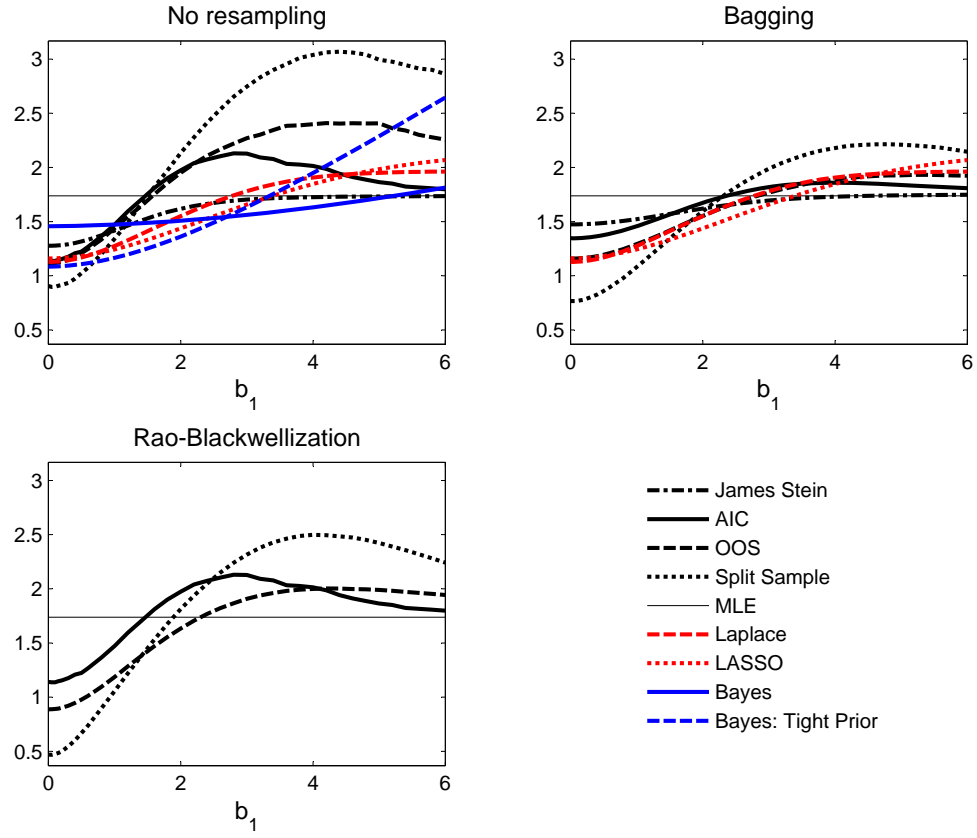 No resampling
Bagging
3
2.5
2
1.5
1
0.5
0
2
4
6
b1
3
2.5
2
1.5
1
0.5
0
2
4
6
b1
Rao-Blackwellization
3
2.5
2
1.5
1
0.5
0
2
4
6
b1
James Stein
AIC
OOS
Split Sample
MLE
Laplace
LASSO
Bayes
Bayes: Tight Prior